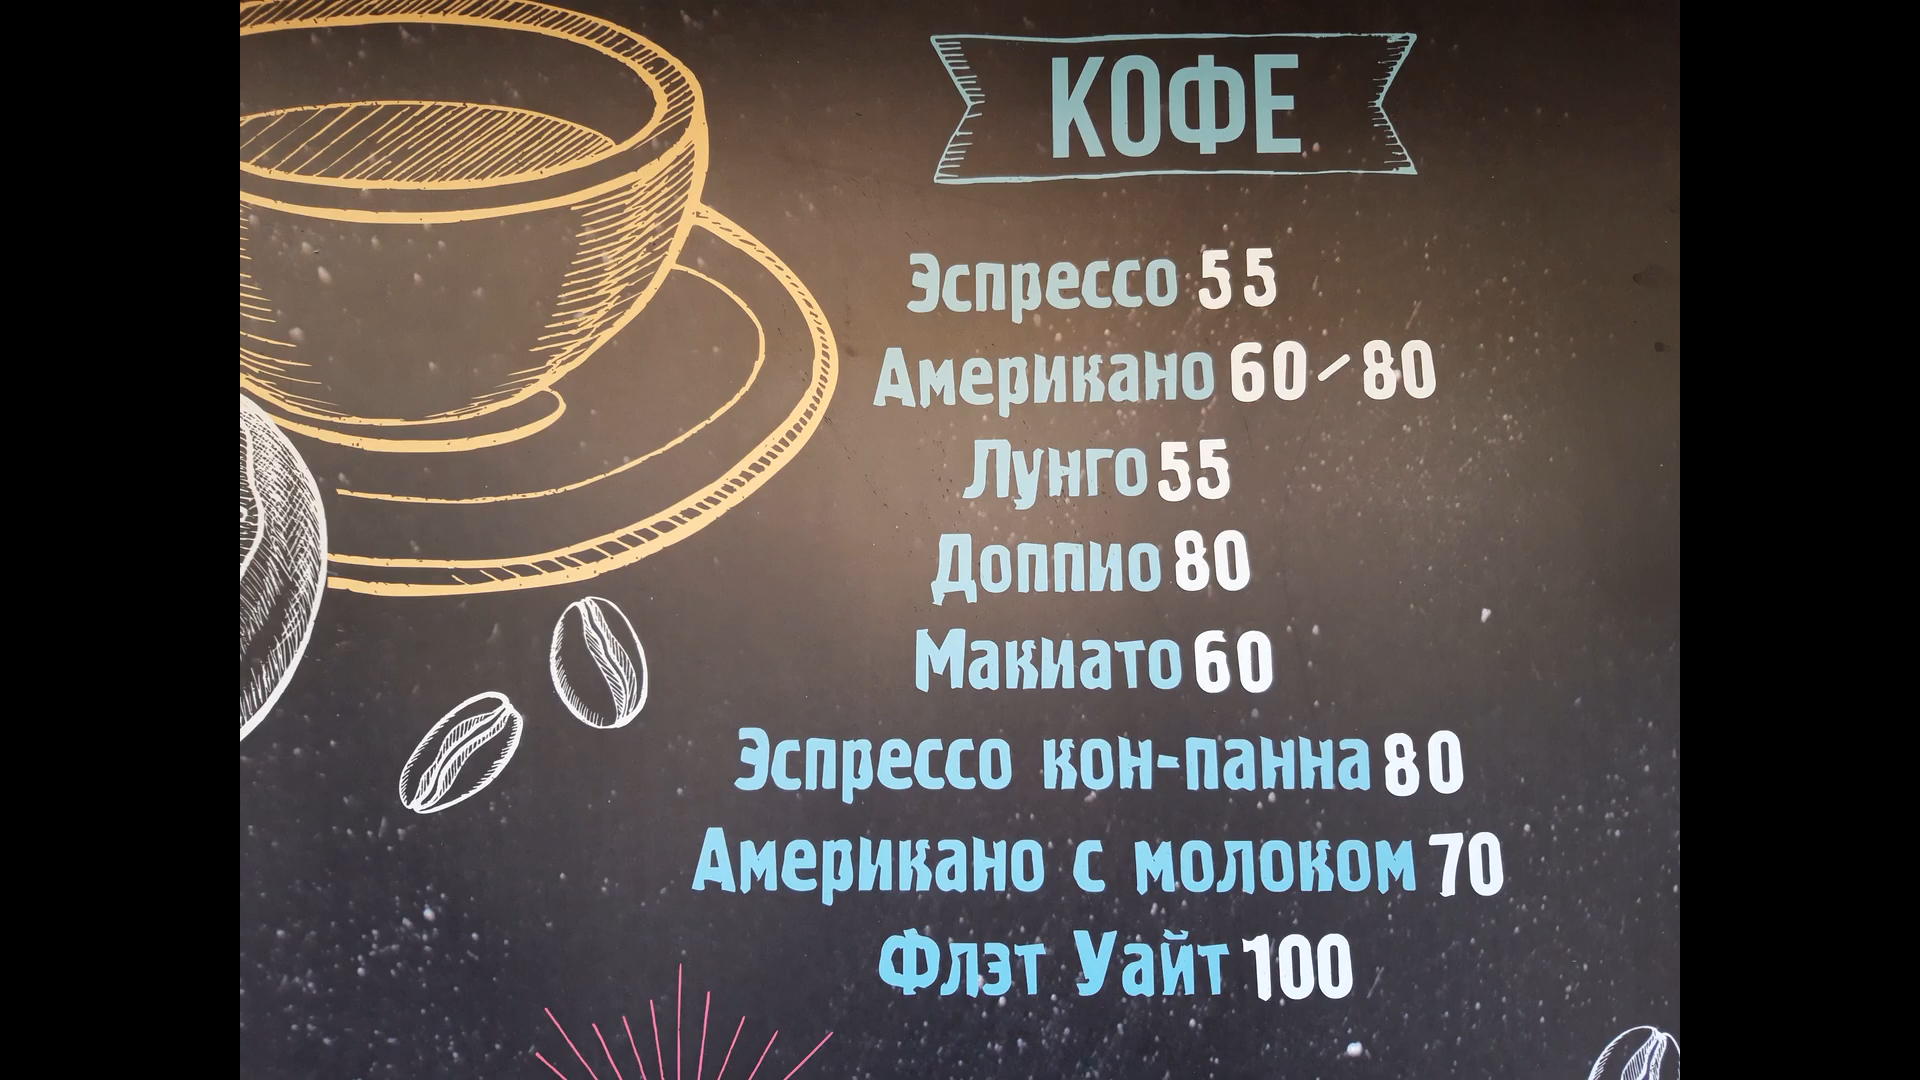 КОФЕ
Эспрессо 55
Американо 60/80
Лунго 55
Доппио 80
Макиато 60
Эспрессо кон-панна 80
Американо с молоком 70
Флэт Уайт 100